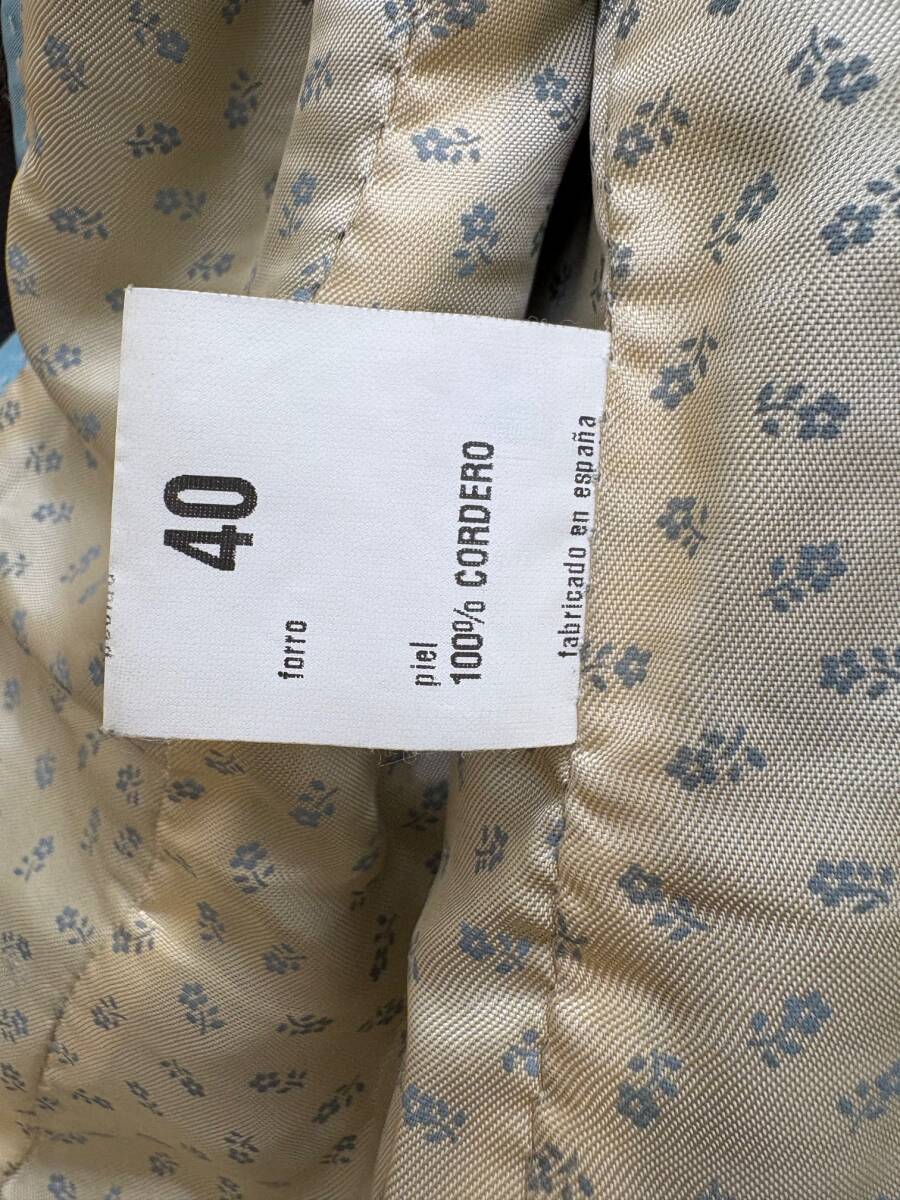 40
forro
piel
100% CORDERO
fabricado en españa